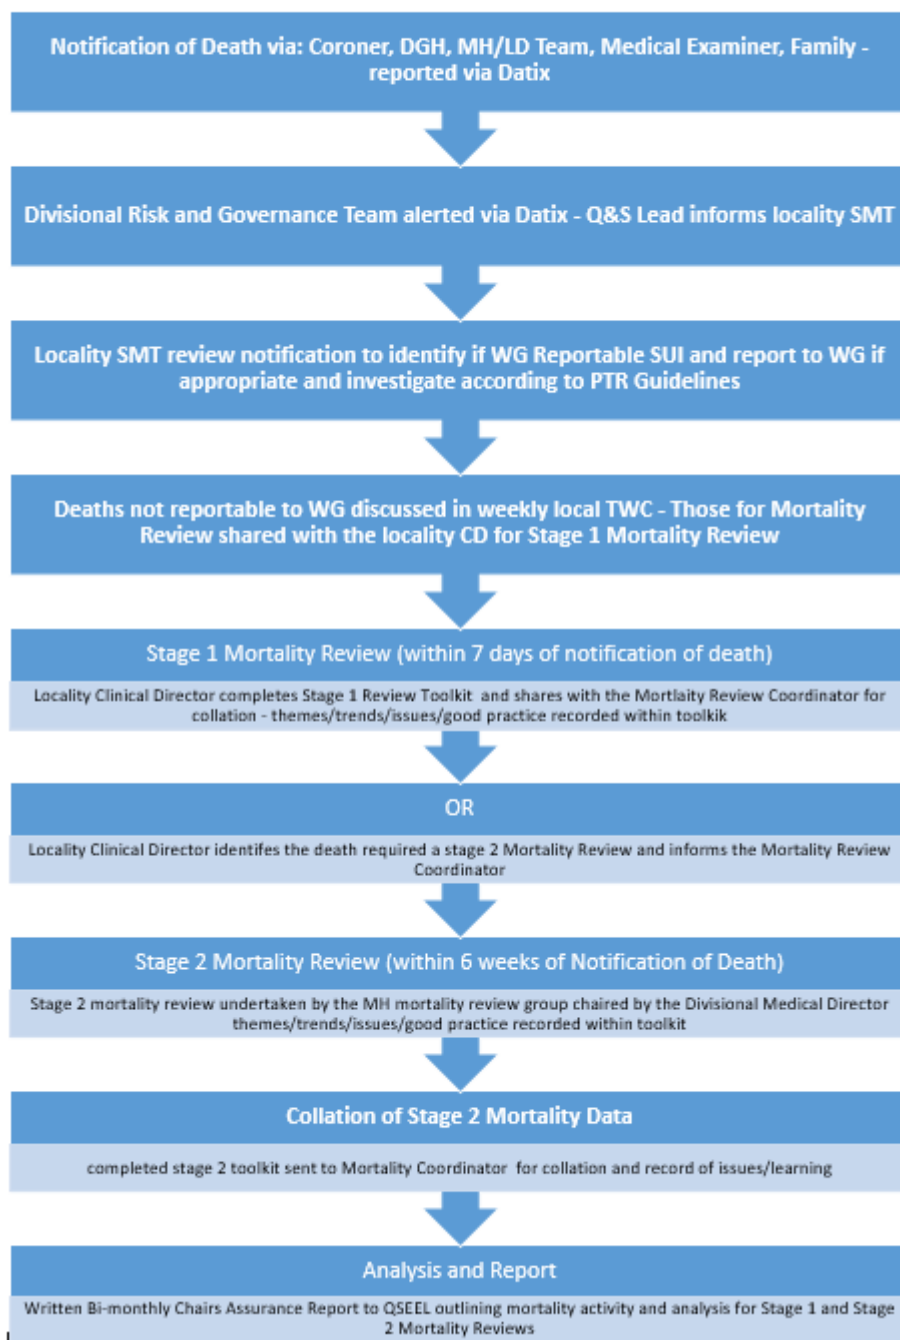 Notification of Death via: Coroner, DGH, MH/LD Team, Medical Examiner, Family -
reported via Datix
Divisional Risk and Governance Team alerted via Datix - Q&S Lead informs locality SMT
Locality SMT review notification to identify if WG Reportable SUI and report to WG if
appropriate and investigate according to PTR Guidelines
Deaths not reportable to WG discussed in weekly local TWC - Those for Mortality
Review shared with the locality CD for Stage 1 Mortality Review
Stage 1 Mortality Review (within 7 days of notification of death)
Locality Clinical Director completes Stage 1 Review Toolkit and shares with the Mortlaity Review Coordinator for
collation - themes/trends/issues/good practice recorded within toolkik
OR
Locality Clinical Director identifes the death required a stage 2 Mortality Review and informs the Mortality Review
Coordinator
Stage 2 Mortality Review (within 6 weeks of Notification of Death)
Stage 2 mortality review undertaken by the MH mortality review group chaired by the Divisional Medical Director
themes/trends/issues/good practice recorded within toolkit
Collation of Stage 2 Mortality Data
completed stage 2 toolkit sent to Mortality Coordinator for collation and record of issues/learning
Analysis and Report
Written Bi-monthly Chairs Assurance Report to QSEEL outlining mortality activity and analysis for Stage 1 and Stage
2 Mortality Reviews